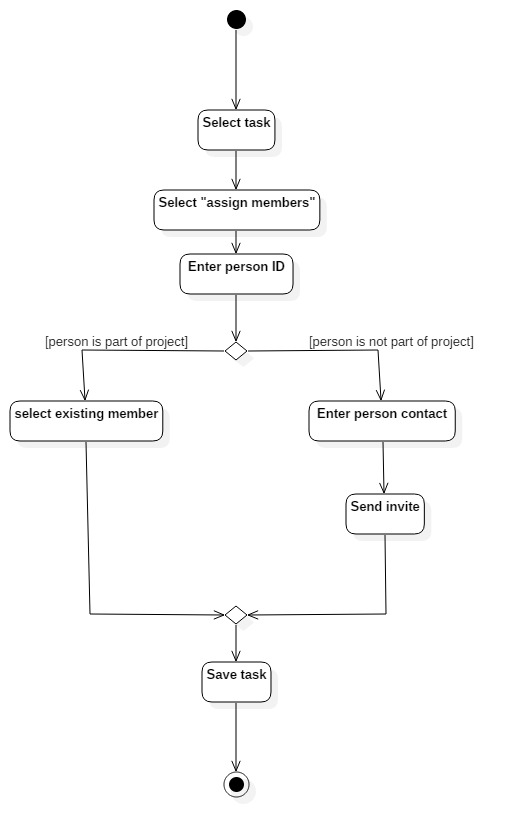 Select task
Select "assign members"
Enter person ID
[person is part of project]
[person is not part of project]
select existing member
Enter person contact
Send invite
Save task